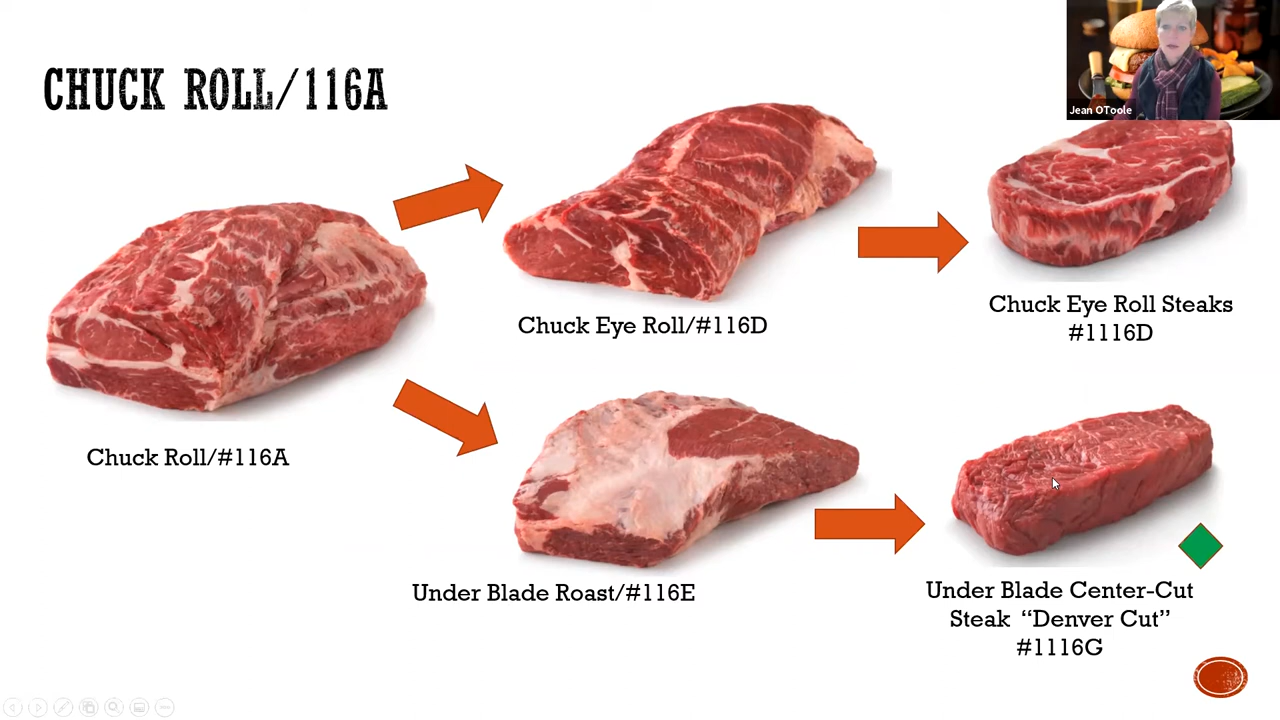 CHUCK ROLL/116A
Jean OToole
Chuck Eye Roll/#116D
Chuck Eye Roll Steaks
#1116D
Chuck Roll/#116A
Under Blade Roast/#116E
Under Blade Center-Cut
Steak “Denver Cut”
#1116G